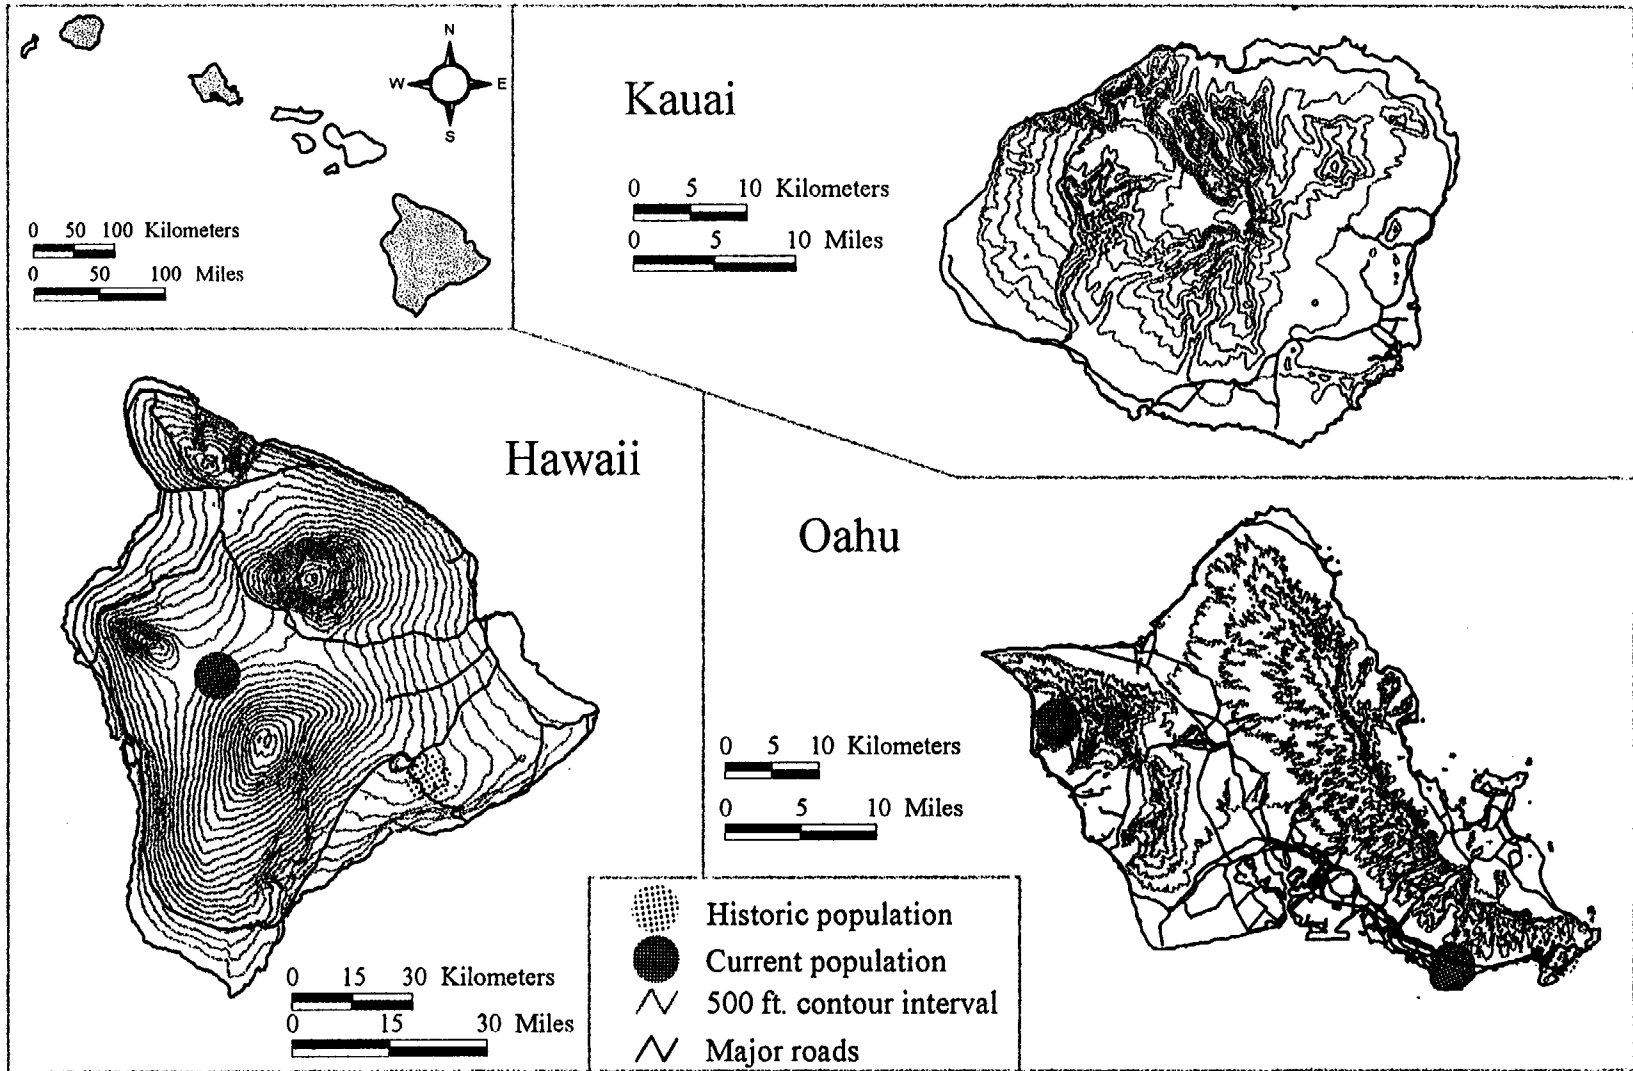 N
W E
S
0 50 100 Kilometers
0 50 100 Miles
Kauai
0 5 10 Kilometers
0 5 10 Miles
Hawaii
0 15 30 Kilometers
0 15 30 Miles
Oahu
0 5 10 Kilometers
0 5 10 Miles
Historic population
Current population
500 ft. contour interval
Major roads